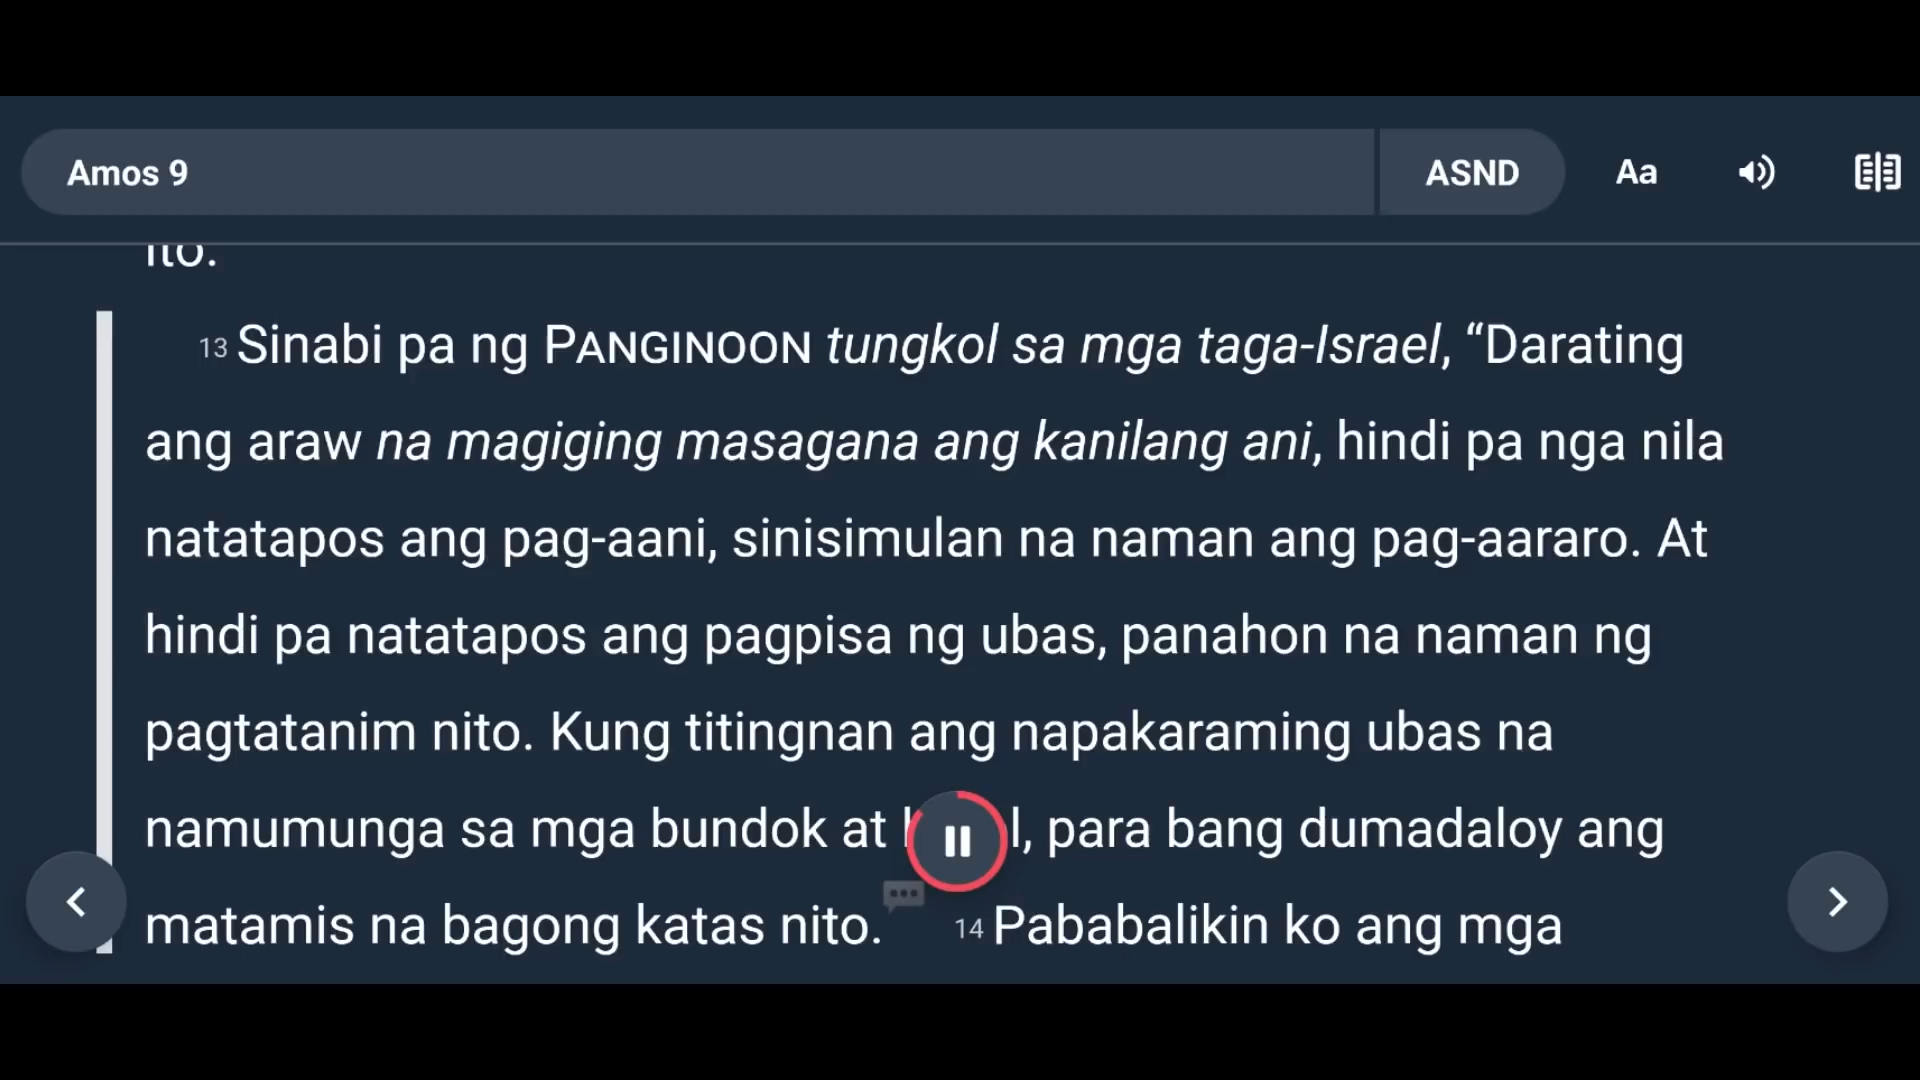 Amos 9
ASND
Aa
ito.
13 Sinabi pa ng PANGINOON tungkol sa mga taga-Israel, “Darating
ang araw na magiging masagana ang kanilang ani, hindi pa nga nila
natatapos ang pag-aani, sinisimulan na naman ang pag-aararo. At
hindi pa natatapos ang pagpisa ng ubas, panahon na naman ng
pagtatanim nito. Kung titingnan ang napakaraming ubas na
namumunga sa mga bundok at para bang dumadaloy ang
matamis na bagong katas nito. 14 Pababalikin ko ang mga